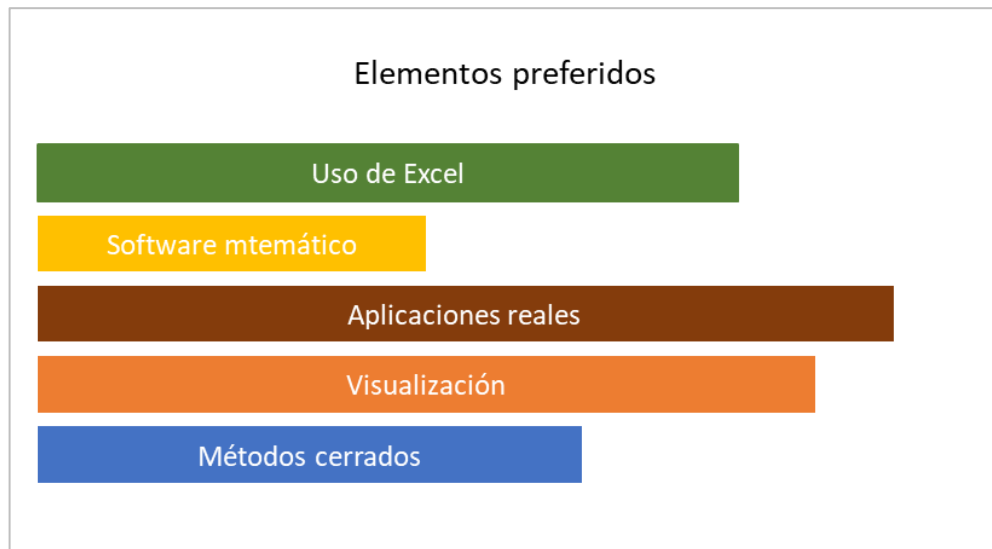 Elementos preferidos
Uso de Excel
Software mtemático
Aplicaciones reales
Visualización
Métodos cerrados